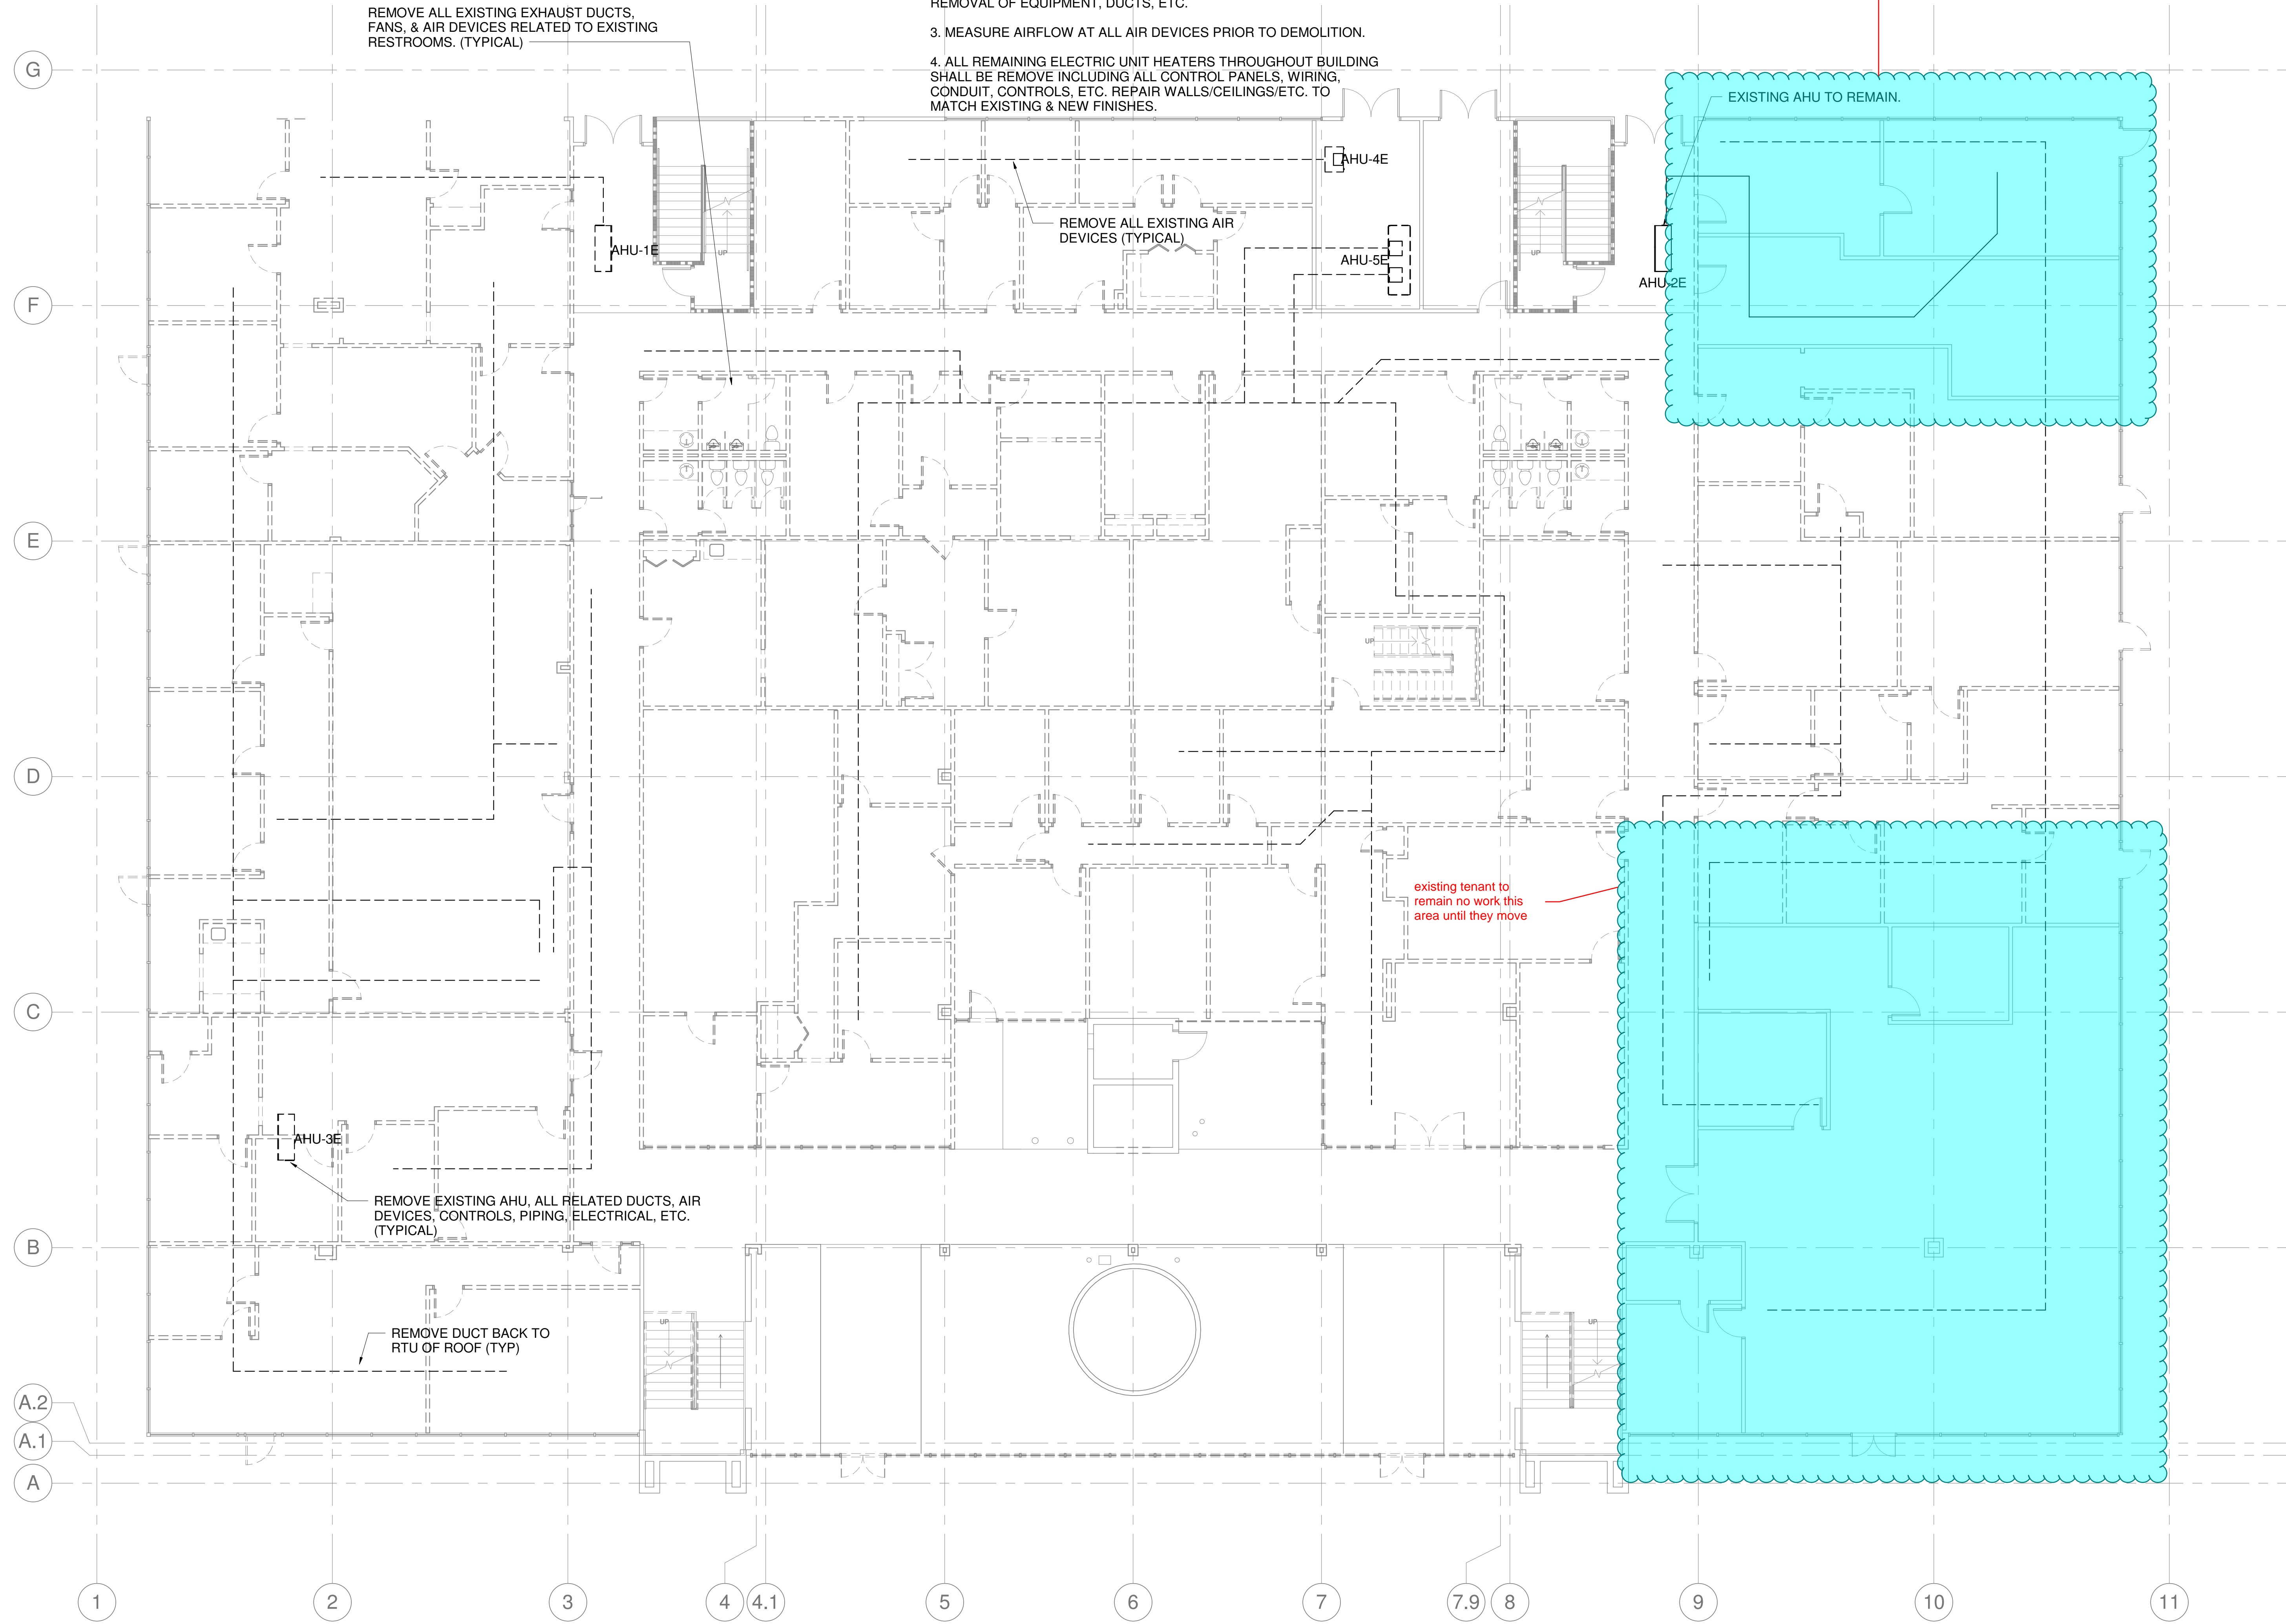 REMOVE ALL EXISTING EXHAUST DUCTS,
FANS, & AIR DEVICES RELATED TO EXISTING
RESTROOMS. (TYPICAL)
REMOVAL OF EQUIPMENT, DUCTS, ETC.
3. MEASURE AIRFLOW AT ALL AIR DEVICES PRIOR TO DEMOLITION.
4. ALL REMAINING ELECTRIC UNIT HEATERS THROUGHOUT BUILDING
SHALL BE REMOVE INCLUDING ALL CONTROL PANELS, WIRING,
CONDUIT, CONTROLS, ETC. REPAIR WALLS/CEILINGS/ETC. TO
MATCH EXISTING & NEW FINISHES.
G
EXISTING AHU TO REMAIN.
AHU-4E
REMOVE ALL EXISTING AIR
DEVICES (TYPICAL)
AHU-1E
UP
AHU-5E
UP
AHU-2E
F
E
UP
D
existing tenant to
remain no work this
area until they move
C
AHU-3E
REMOVE EXISTING AHU, ALL RELATED DUCTS, AIR
DEVICES, CONTROLS, PIPING, ELECTRICAL, ETC.
(TYPICAL)
B
UP
UP
REMOVE DUCT BACK TO
RTU OF ROOF (TYP)
A.2
A.1
A
1
2
3
4
4.1
5
6
7
7.9
8
9
10
11